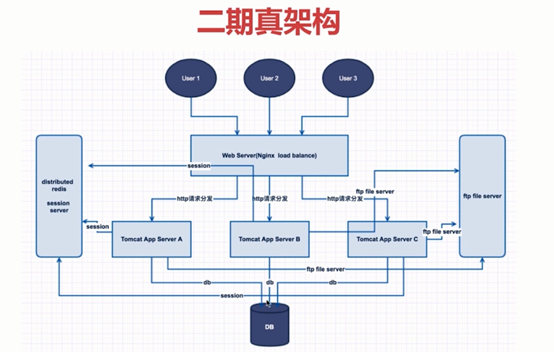 二期真架构
User 1
User 2
User 3
Web Server(Nginx load balance)
session
distributed
redis
session
server
ftp file server
ftp file server
http请求分发
http请求分发
http请求分发
session
Tomcat App Server A
Tomcat App Server B
Tomcat App Server C
ftp file server
ftp file server
db
db
db
session
DB